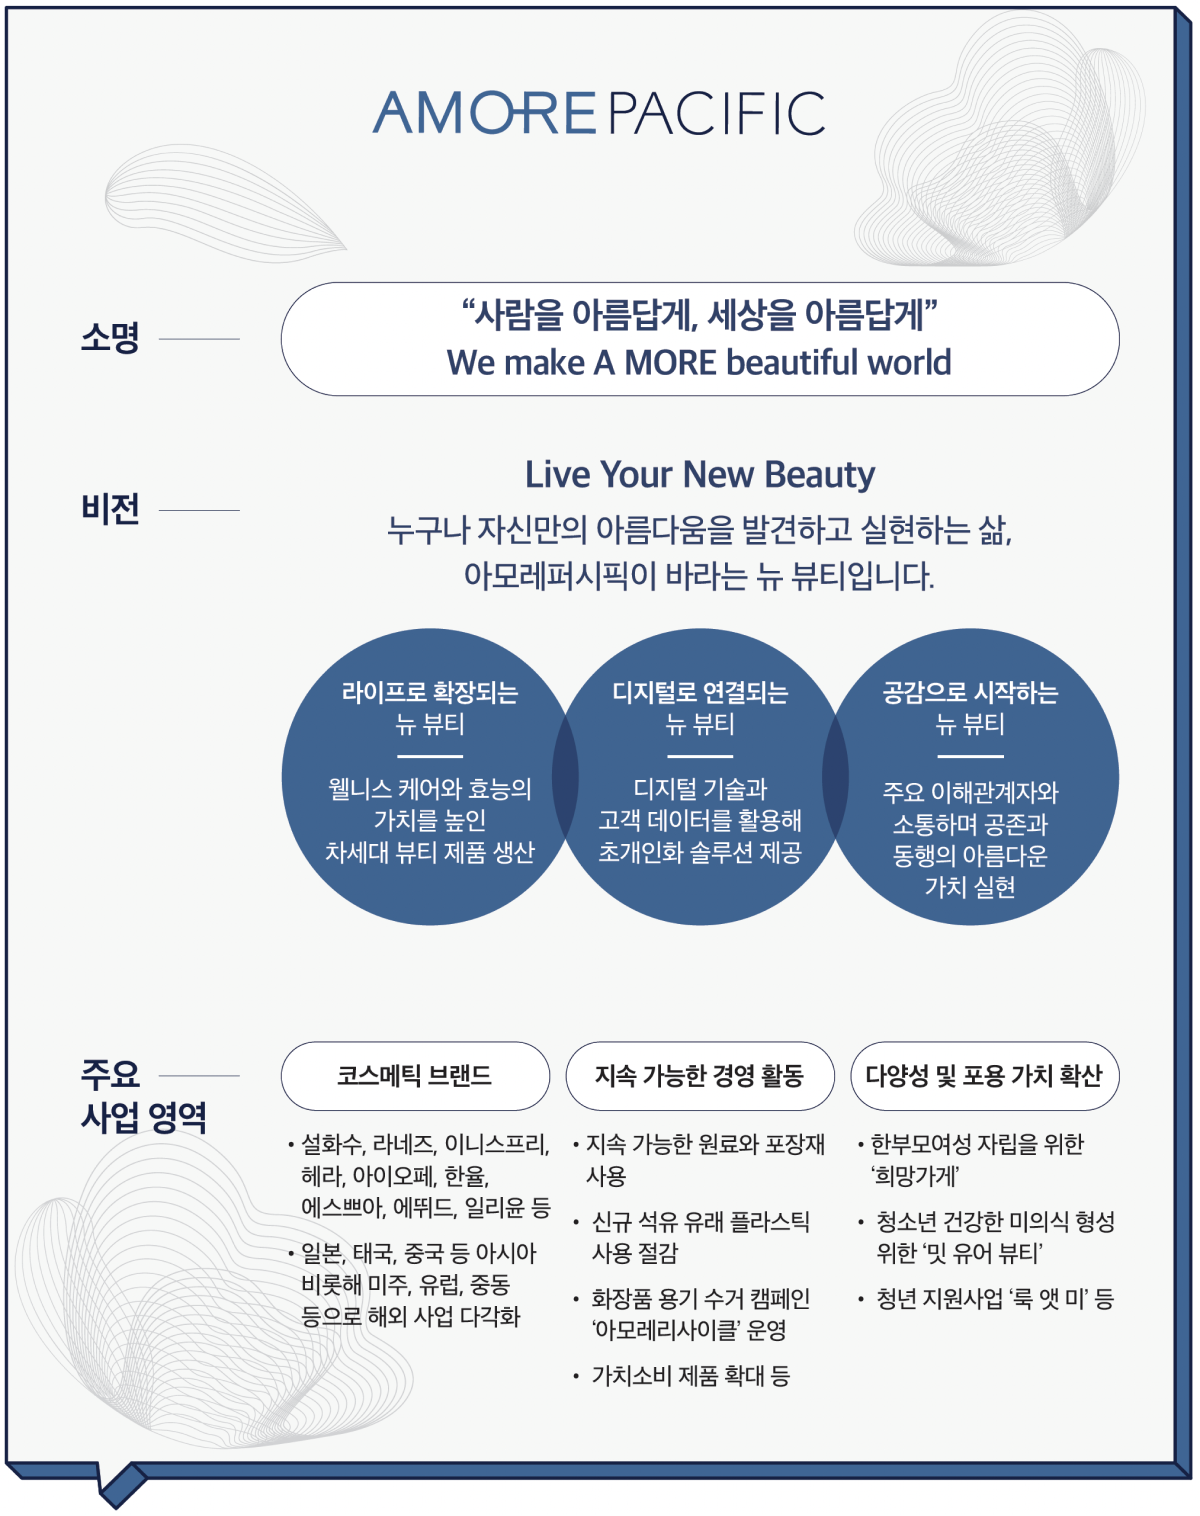 AMOREPACIFIC
소명
“사람을 아름답게, 세상을 아름답게”
We make A MORE beautiful world
비전
Live Your New Beauty
누구나 자신만의 아름다움을 발견하고 실현하는 삶,
아모레퍼시픽이 바라는 뉴 뷰티입니다.
라이프로 확장되는
뉴 뷰티
웰니스 케어와 효능의
가치를 높인
차세대 뷰티 제품 생산
디지털로 연결되는
뉴 뷰티
디지털 기술과
고객 데이터를 활용해
초개인화 솔루션 제공
공감으로 시작하는
뉴 뷰티
주요 이해관계자와
소통하며 공존과
동행의 아름다운
가치 실현
주요
사업 영역
코스메틱 브랜드
• 설화수, 라네즈, 이니스프리,
헤라, 아이오페, 한율,
에스쁘아, 에뛰드, 일리윤 등
• 일본, 태국, 중국 등 아시아
비롯해 미주, 유럽, 중동
등으로 해외 사업 다각화
지속 가능한 경영 활동
• 지속 가능한 원료와 포장재
사용
• 신규 석유 유래 플라스틱
사용 절감
• 화장품 용기 수거 캠페인
‘아모레리사이클’ 운영
• 가치소비 제품 확대 등
다양성 및 포용 가치 확산
• 한부모여성 자립을 위한
‘희망가게’
• 청소년 건강한 미의식 형성
위한 ‘밋 유어 뷰티’
• 청년 지원사업 ‘룩 앳 미’ 등